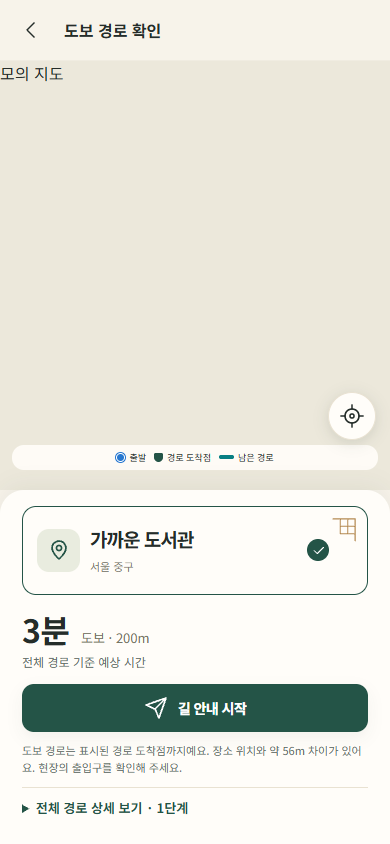 도보 경로 확인
모의 지도
출발 경로 도착점 남은 경로
가까운 도서관
서울 중구
3분 도보 · 200m
전체 경로 기준 예상 시간
길 안내 시작
도보 경로는 표시된 경로 도착점까지예요. 장소 위치와 약 56m 차이가 있어
요. 현장의 출입구를 확인해 주세요.
전체 경로 상세 보기 · 1단계